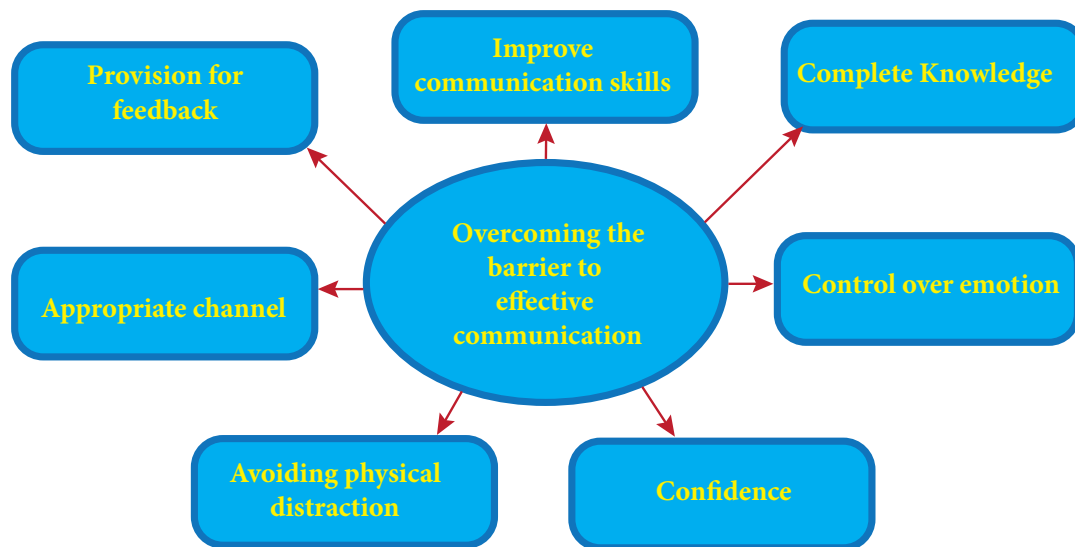 Provision for
feedback
Improve
communication skills
Complete Knowledge
Overcoming the
barrier to
effective
communication
Appropriate channel
Control over emotion
Avoiding physical
distraction
Confidence